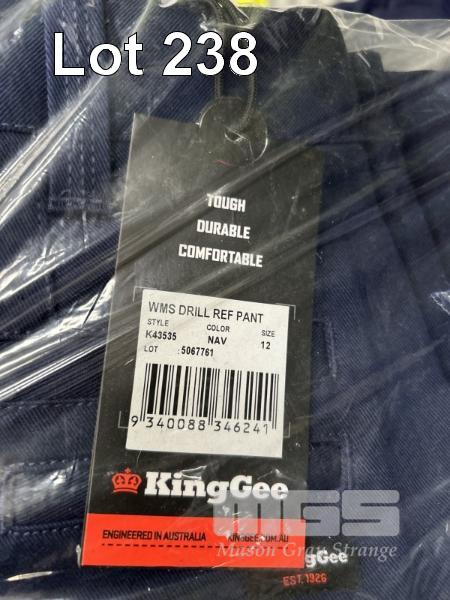 Lot 238
TOUGH
DURABLE
COMFORTABLE
WMS DRILL REF PANT
STYLE COLOR SIZE
K43535 NAV 12
LOT :5067761
9 340088 346241
KingGee
ENGINEERED IN AUSTRALIA KINGGEE.COM.AU
MGS
Mason Gray Strange
KingGee
EST. 1926